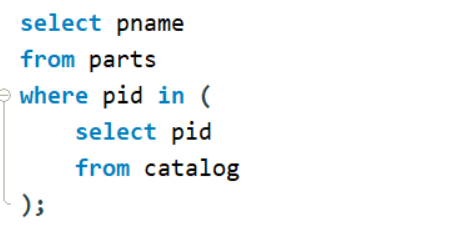 select pname
from parts
where pid in (
    select pid
    from catalog
);